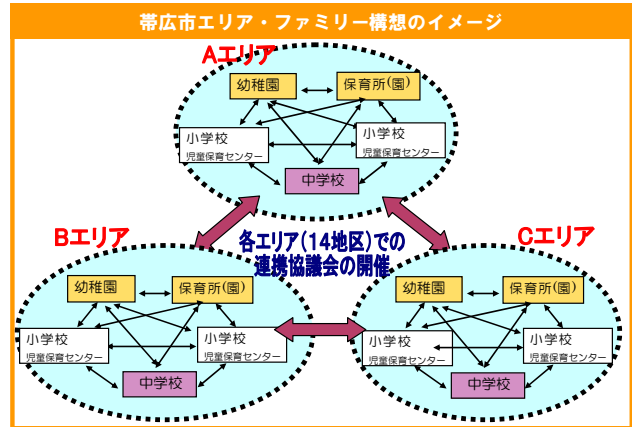 帯広市エリア・ファミリー構想のイメージ
Aエリア
幼稚園
保育所(園)
小学校
児童保育センター
小学校
児童保育センター
中学校
各エリア(14地区)での
連携協議会の開催
Bエリア
幼稚園
保育所(園)
小学校
児童保育センター
小学校
児童保育センター
中学校
Cエリア
幼稚園
保育所(園)
小学校
児童保育センター
小学校
児童保育センター
中学校